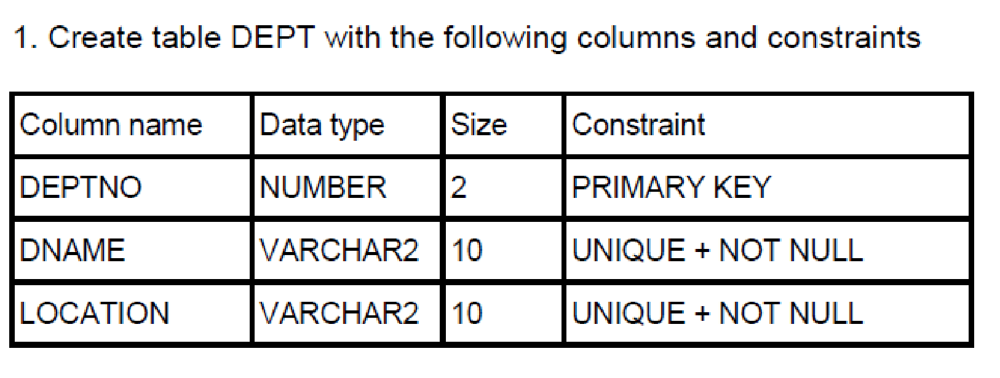 1. Create table DEPT with the following columns and constraints
Column name Data type Size Constraint
DEPTNO NUMBER 2 PRIMARY KEY
DNAME VARCHAR2 10 UNIQUE + NOT NULL
LOCATION VARCHAR2 10 UNIQUE + NOT NULL